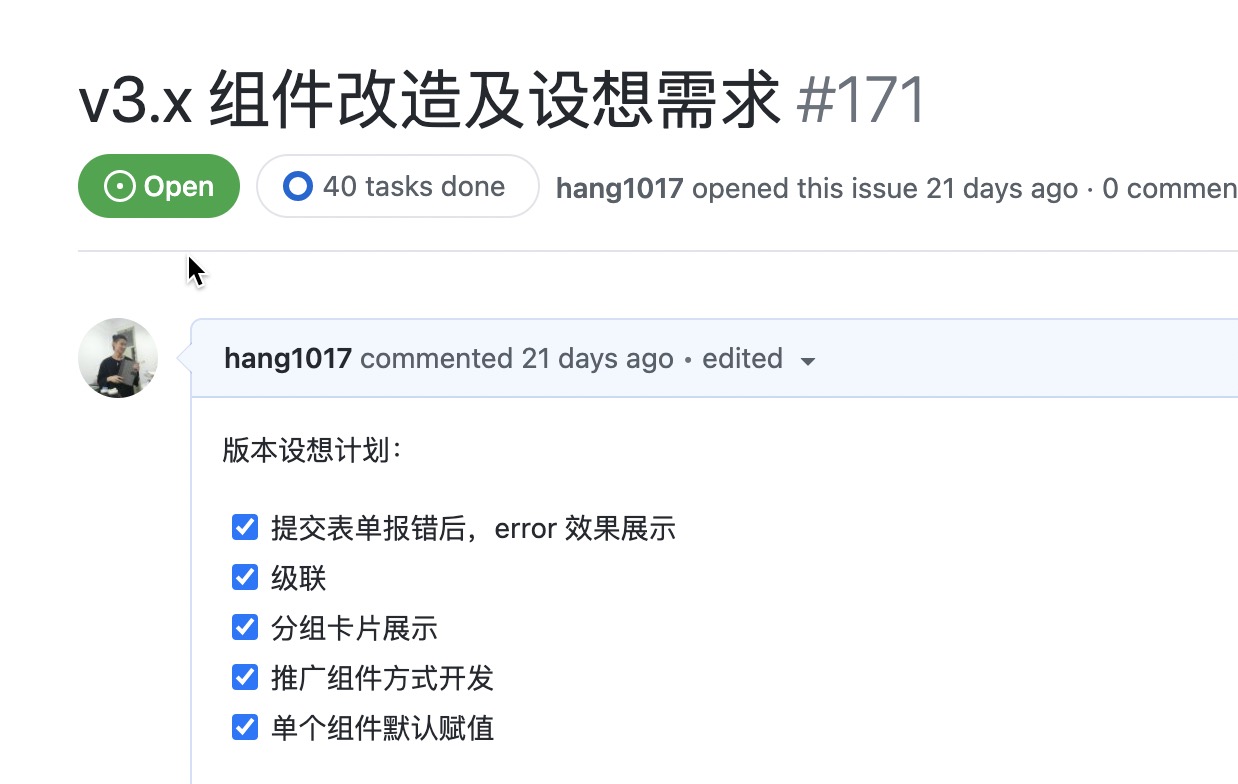 v3.x 组件改造及设想需求 #171
Open 40 tasks done hang1017 opened this issue 21 days ago · 0 commen
hang1017 commented 21 days ago • edited
版本设想计划：
提交表单报错后，error 效果展示
级联
分组卡片展示
推广组件方式开发
单个组件默认赋值